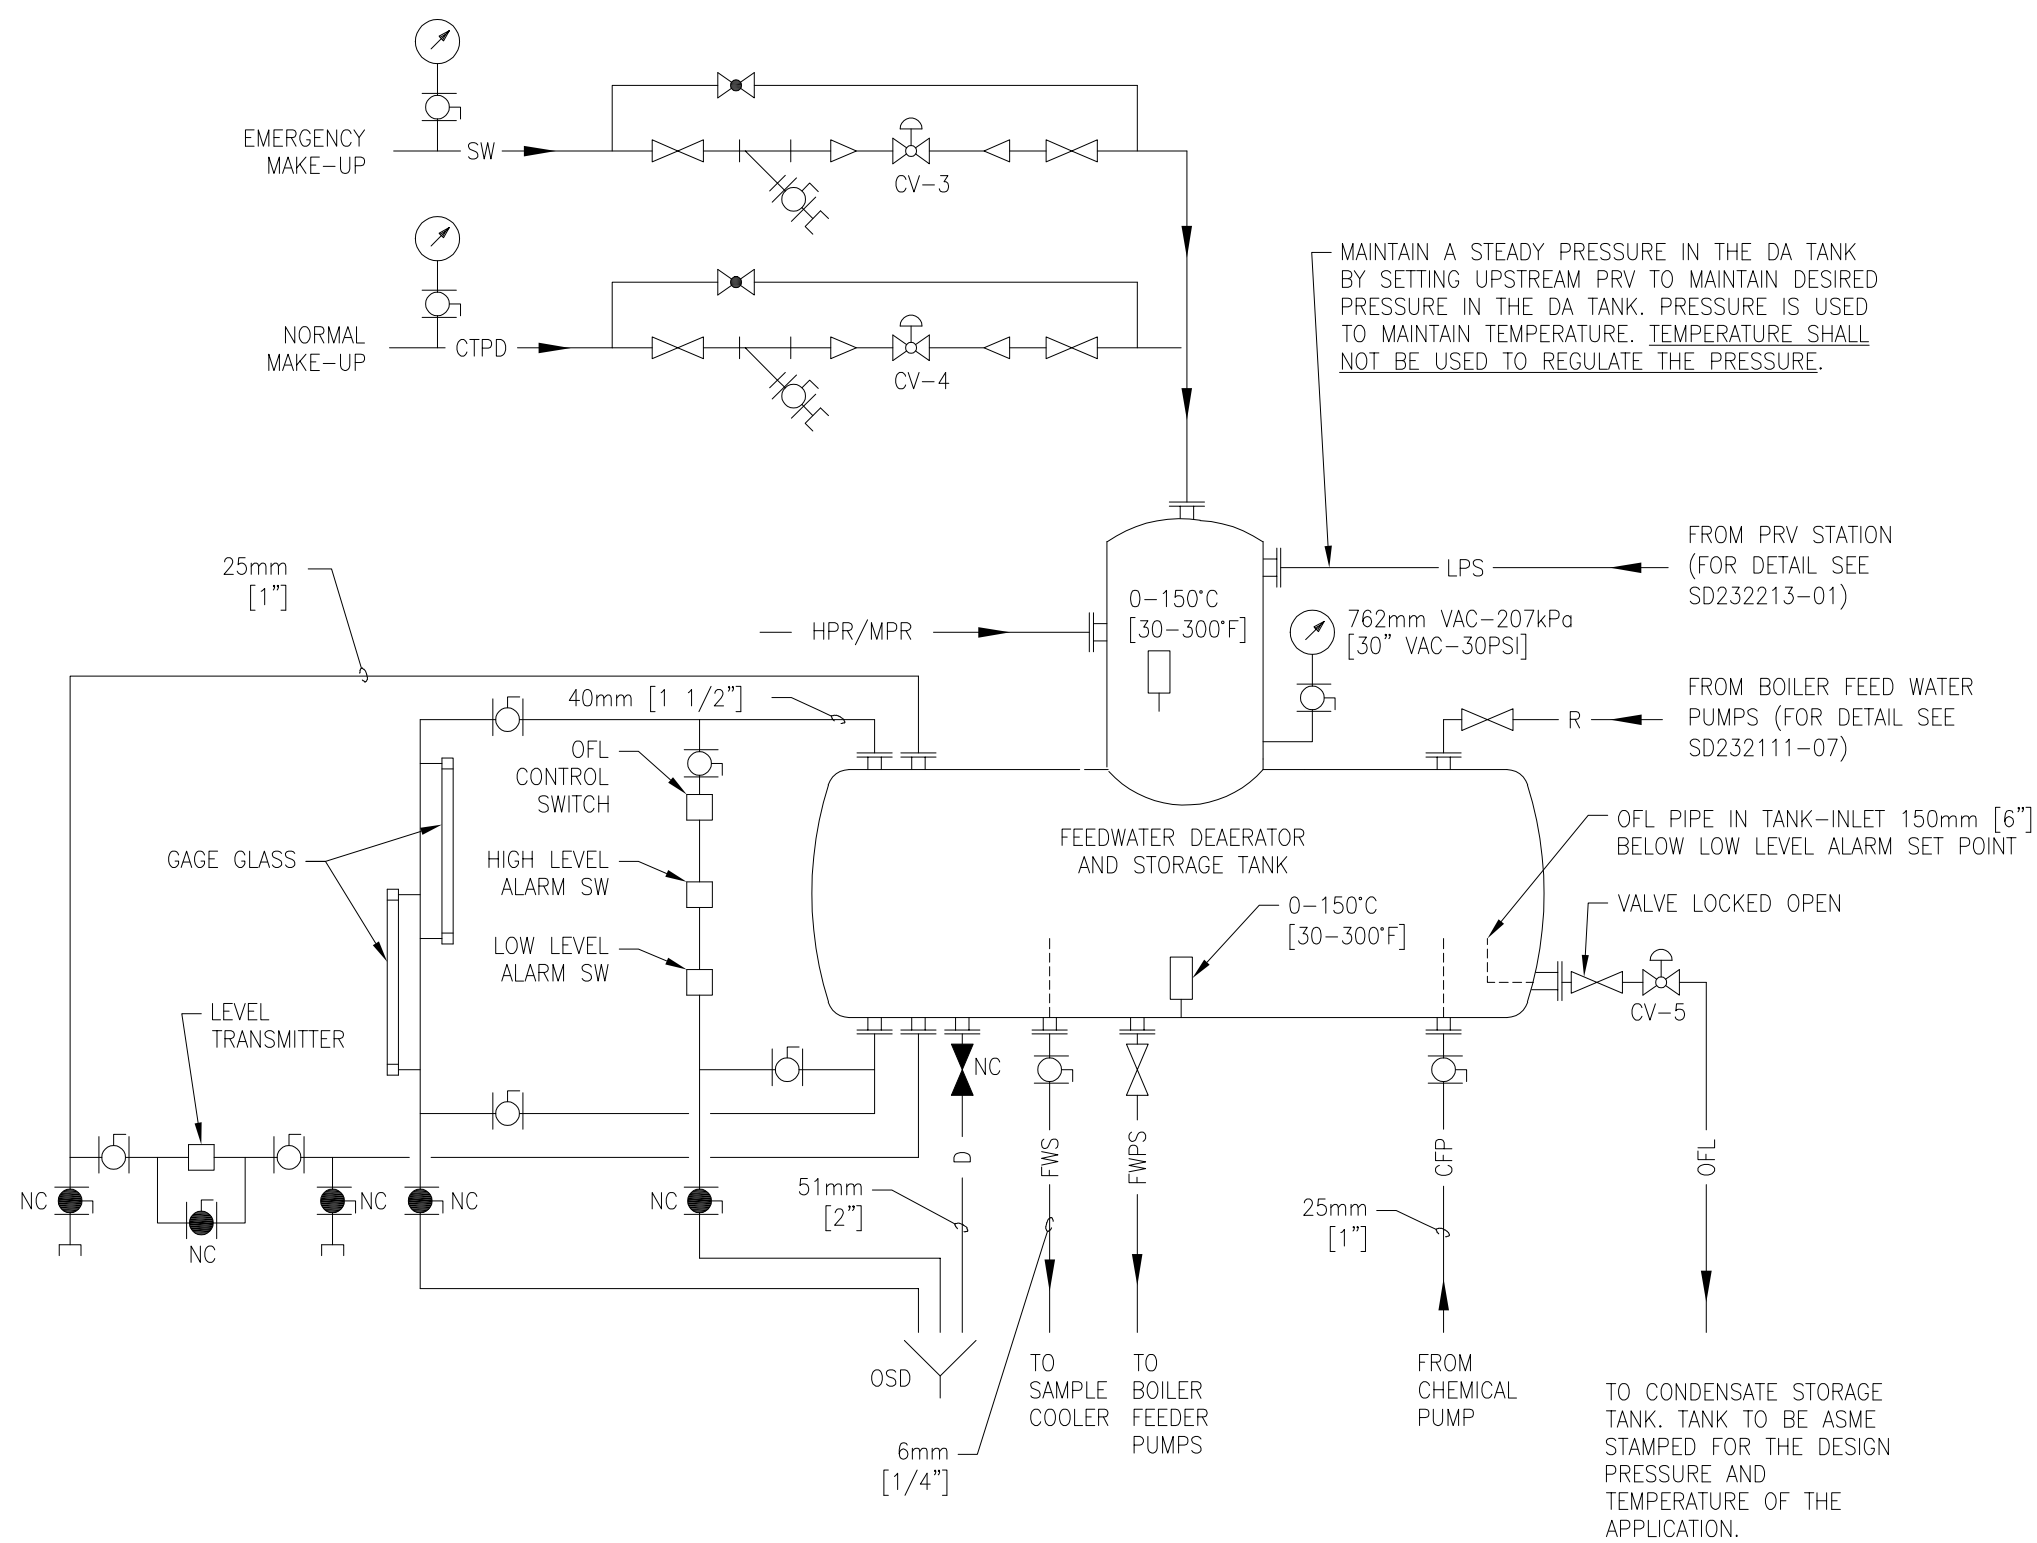 EMERGENCY
MAKE-UP
SW
CV-3
NORMAL
MAKE-UP
CTPD
CV-4
MAINTAIN A STEADY PRESSURE IN THE DA TANK
BY SETTING UPSTREAM PRV TO MAINTAIN DESIRED
PRESSURE IN THE DA TANK. PRESSURE IS USED
TO MAINTAIN TEMPERATURE. TEMPERATURE SHALL
NOT BE USED TO REGULATE THE PRESSURE.
FROM PRV STATION
(FOR DETAIL SEE
SD232213-01)
LPS
25mm
[1"]
0-150°C
[30-300°F]
HPR/MPR
762mm VAC-207kPa
[30" VAC-30PSI]
40mm [1 1/2"]
FROM BOILER FEED WATER
PUMPS (FOR DETAIL SEE
SD232111-07)
R
OFL
CONTROL
SWITCH
GAGE GLASS
HIGH LEVEL
ALARM SW
LOW LEVEL
ALARM SW
FEEDWATER DEAERATOR
AND STORAGE TANK
OFL PIPE IN TANK-INLET 150mm [6"]
BELOW LOW LEVEL ALARM SET POINT
VALVE LOCKED OPEN
0-150°C
[30-300°F]
CV-5
LEVEL
TRANSMITTER
NC
D
FWS
FWPS
CFP
OFL
NC
NC
NC
NC
NC
51mm
[2"]
25mm
[1"]
OSD
TO
SAMPLE
COOLER
TO
BOILER
FEEDER
PUMPS
FROM
CHEMICAL
PUMP
6mm
[1/4"]
TO CONDENSATE STORAGE
TANK. TANK TO BE ASME
STAMPED FOR THE DESIGN
PRESSURE AND
TEMPERATURE OF THE
APPLICATION.